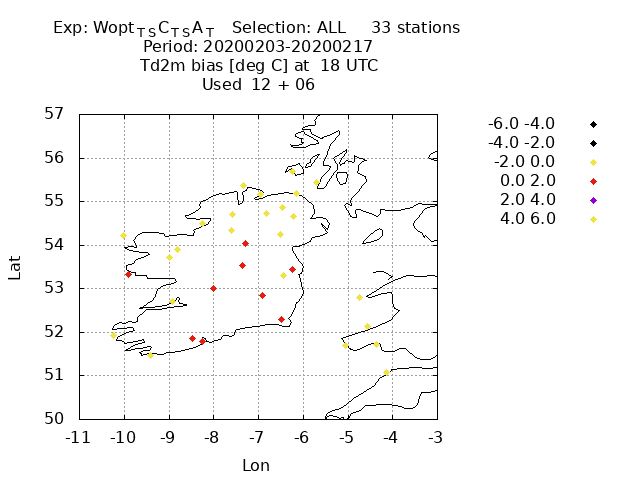 Exp: WoptTSCTSAT   Selection: ALL     33 stations
Period: 20200203-20200217
Td2m bias [deg C] at  18 UTC
Used  12 + 06
57
56
55
54
53
52
51
50
-11 -10 -9 -8 -7 -6 -5 -4 -3
Lat
Lon
-6.0 -4.0
-4.0 -2.0
-2.0 0.0
0.0 2.0
2.0 4.0
4.0 6.0